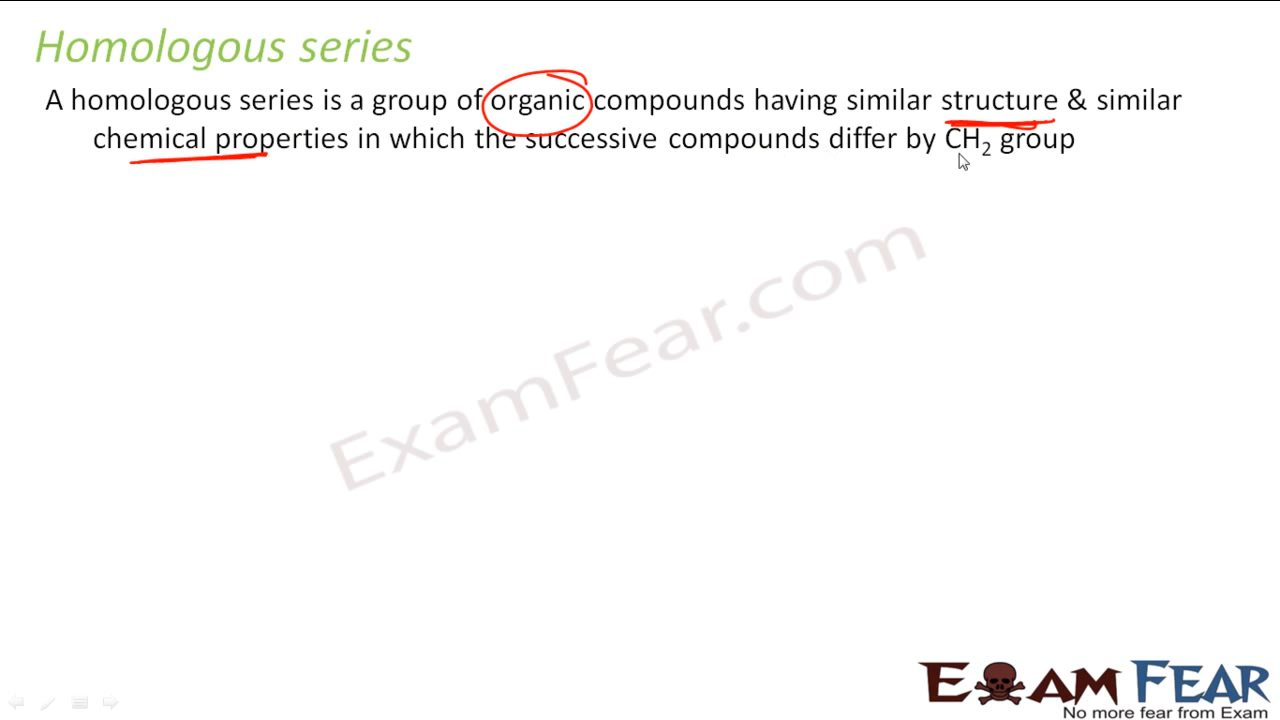 Homologous series
A homologous series is a group of organic compounds having similar structure & similar
chemical properties in which the successive compounds differ by CH₂ group
ExamFear.com
EXAM FEAR
No more fear from Exam